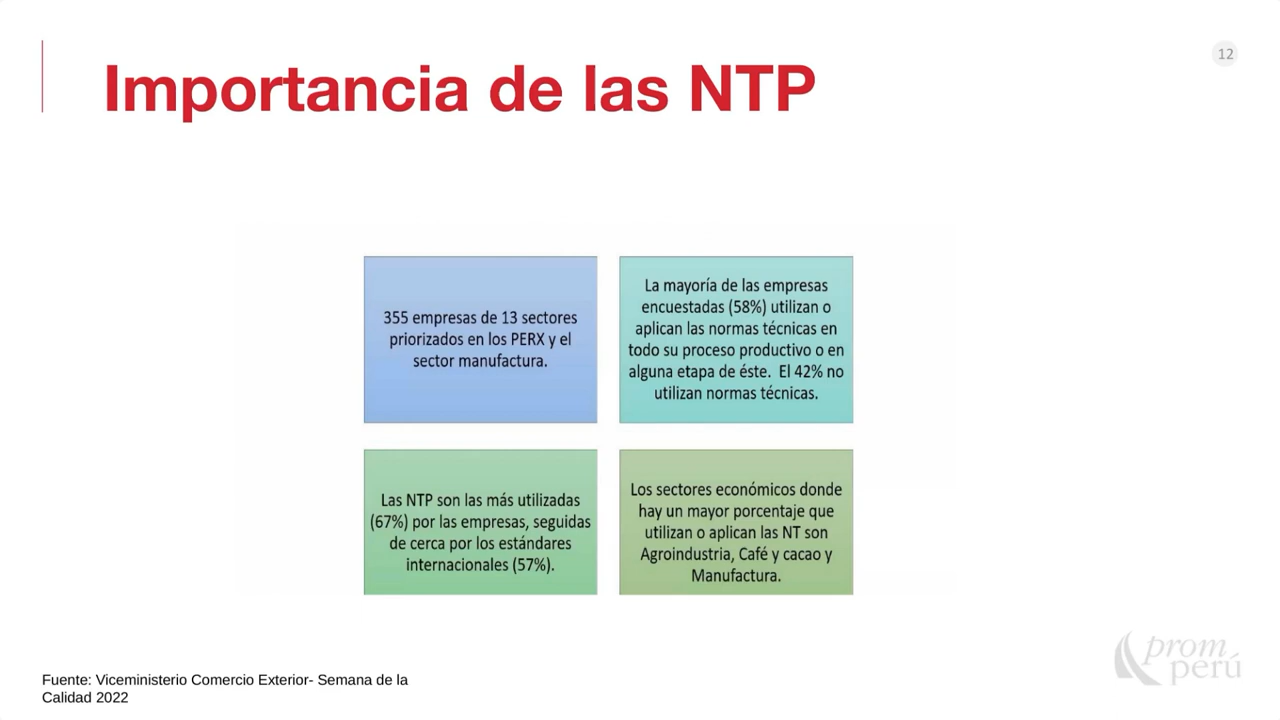 12
Importancia de las NTP
355 empresas de 13 sectores
priorizados en los PERX y el
sector manufactura.
La mayoría de las empresas
encuestadas (58%) utilizan o
aplican las normas técnicas en
todo su proceso productivo o en
alguna etapa de éste. El 42% no
utilizan normas técnicas.
Las NTP son las más utilizadas
(67%) por las empresas, seguidas
de cerca por los estándares
internacionales (57%).
Los sectores económicos donde
hay un mayor porcentaje que
utilizan o aplican las NT son
Agroindustria, Café y cacao y
Manufactura.
Fuente: Viceministerio Comercio Exterior- Semana de la
Calidad 2022
prom
perú